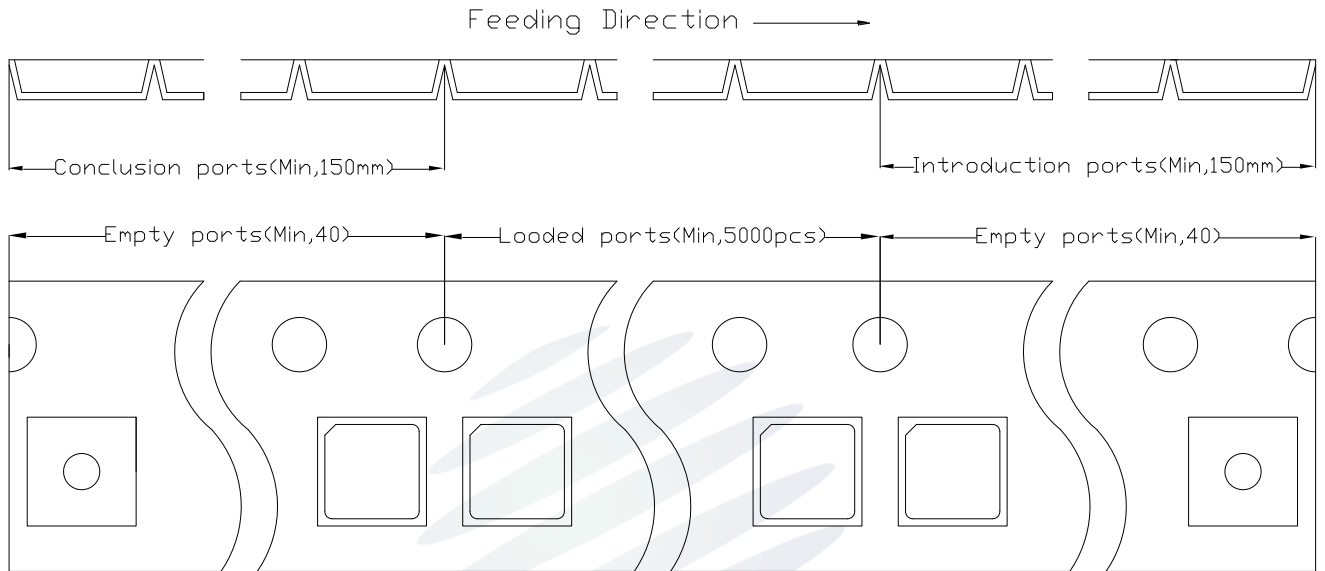 Feeding Direction
Conclusion ports(Min,150mm)
Introduction ports(Min,150mm)
Empty ports(Min,40)
Looded ports(Min,5000pcs)
Empty ports(Min,40)